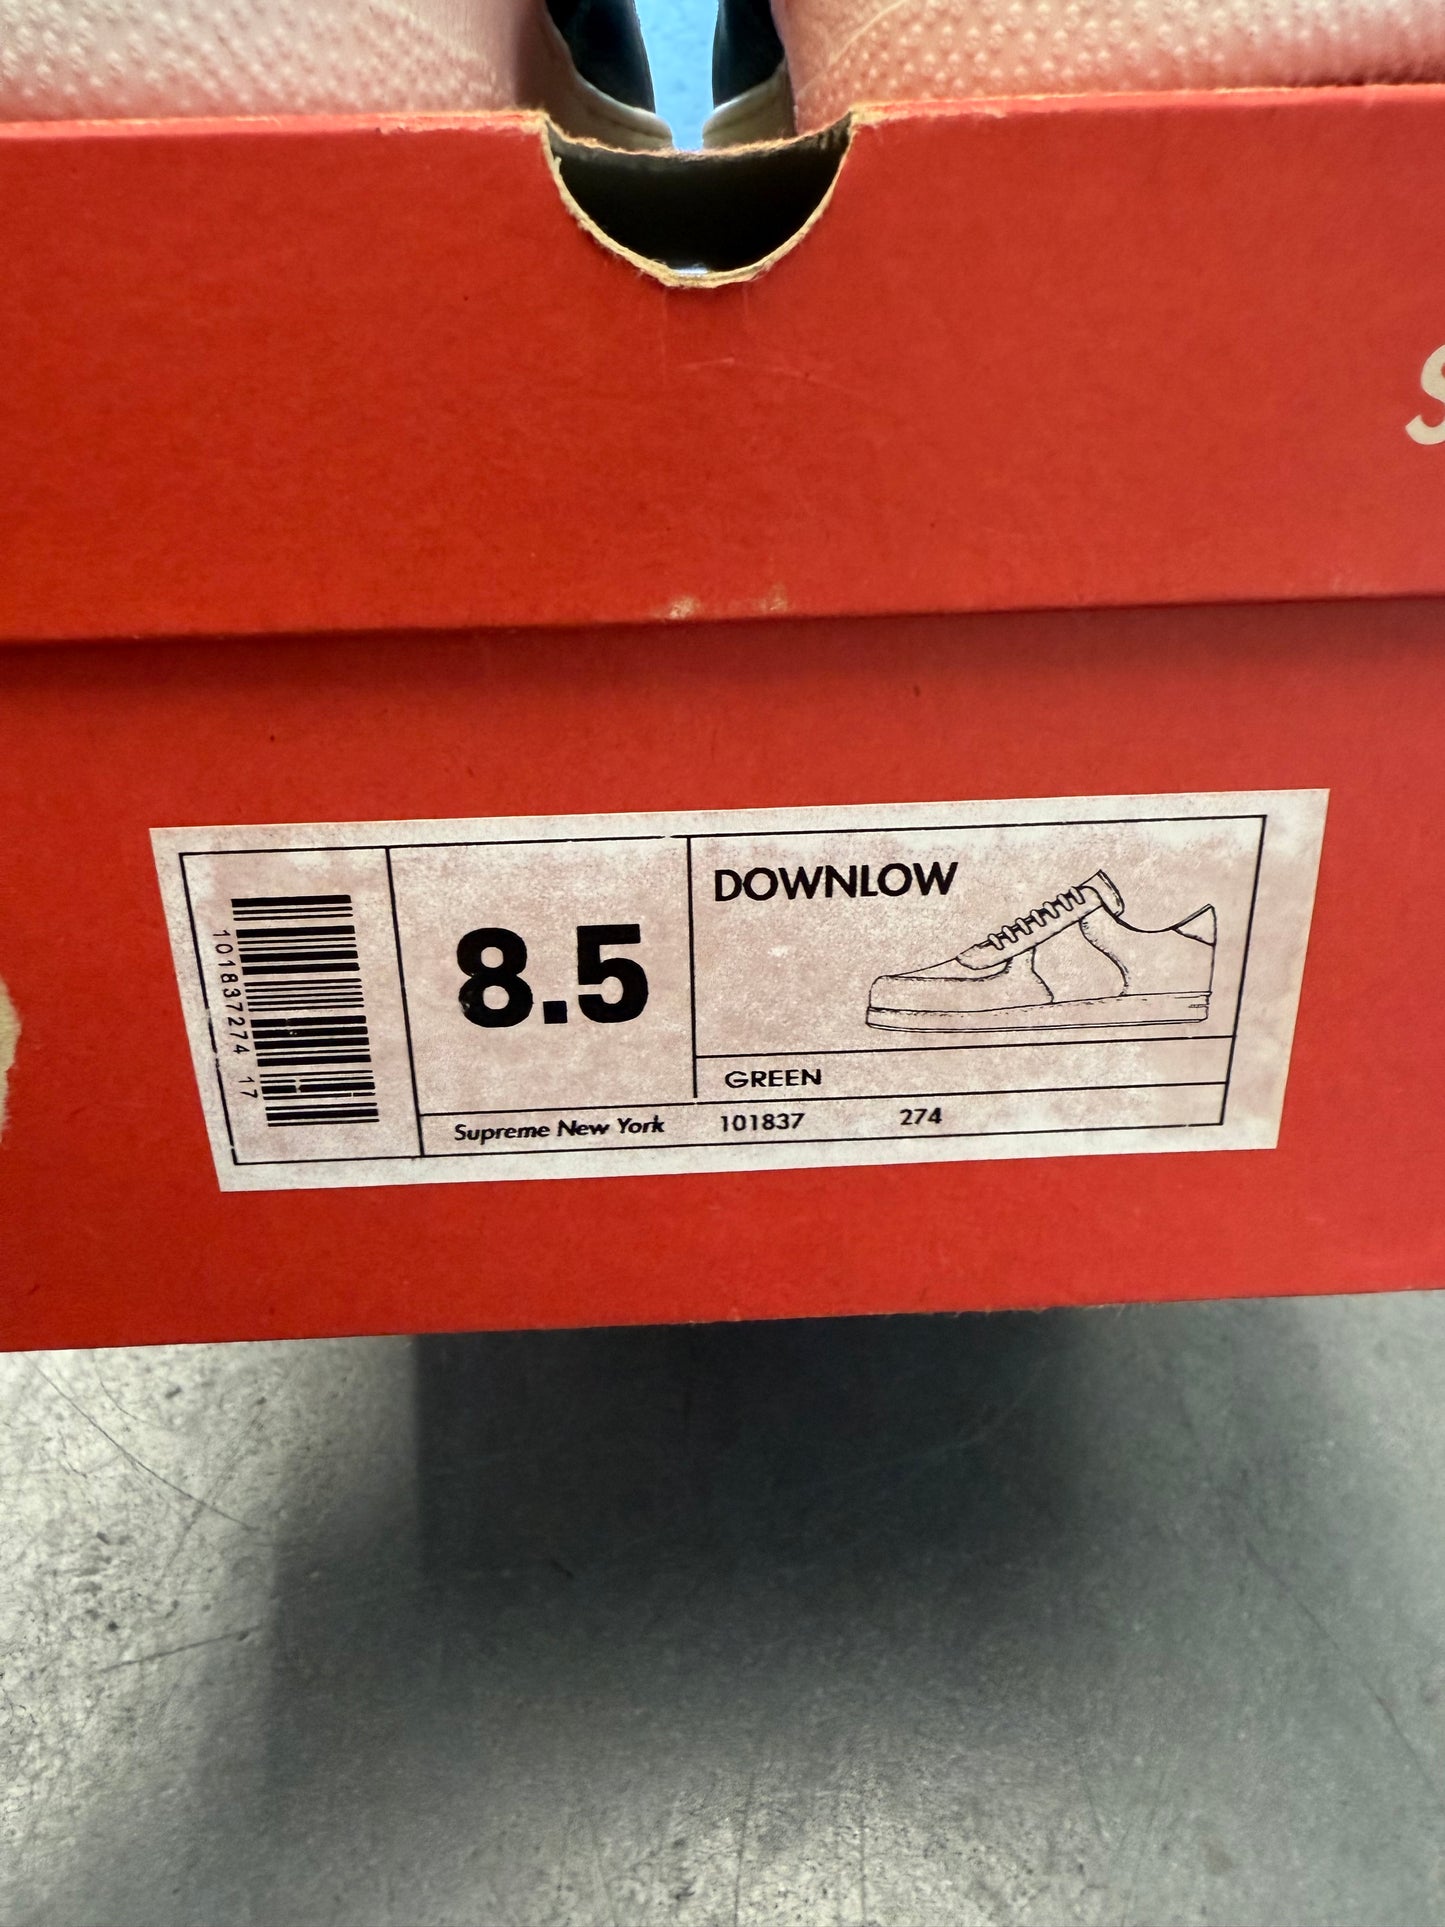 101837274 17
8.5
DOWNLOW
GREEN
Supreme New York 101837 274